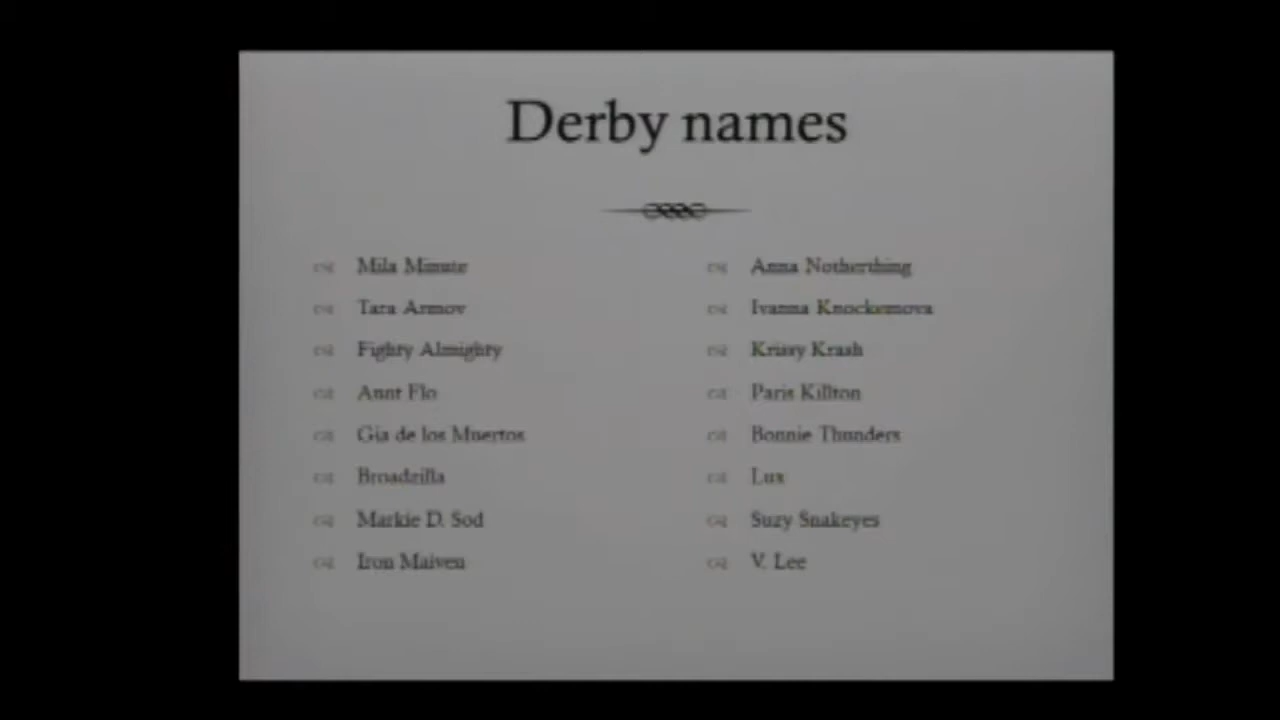 Derby names
Mila Minute
Tara Armov
Fighty Almighty
Annt Flo
Gia de los Muertos
Broadzilla
Markie D. Sod
Iron Maiven
Anna Notherthing
Ivanna Knockemova
Krissy Krash
Paris Killton
Bonnie Thunders
Lux
Suzy Snakeyes
V. Lee